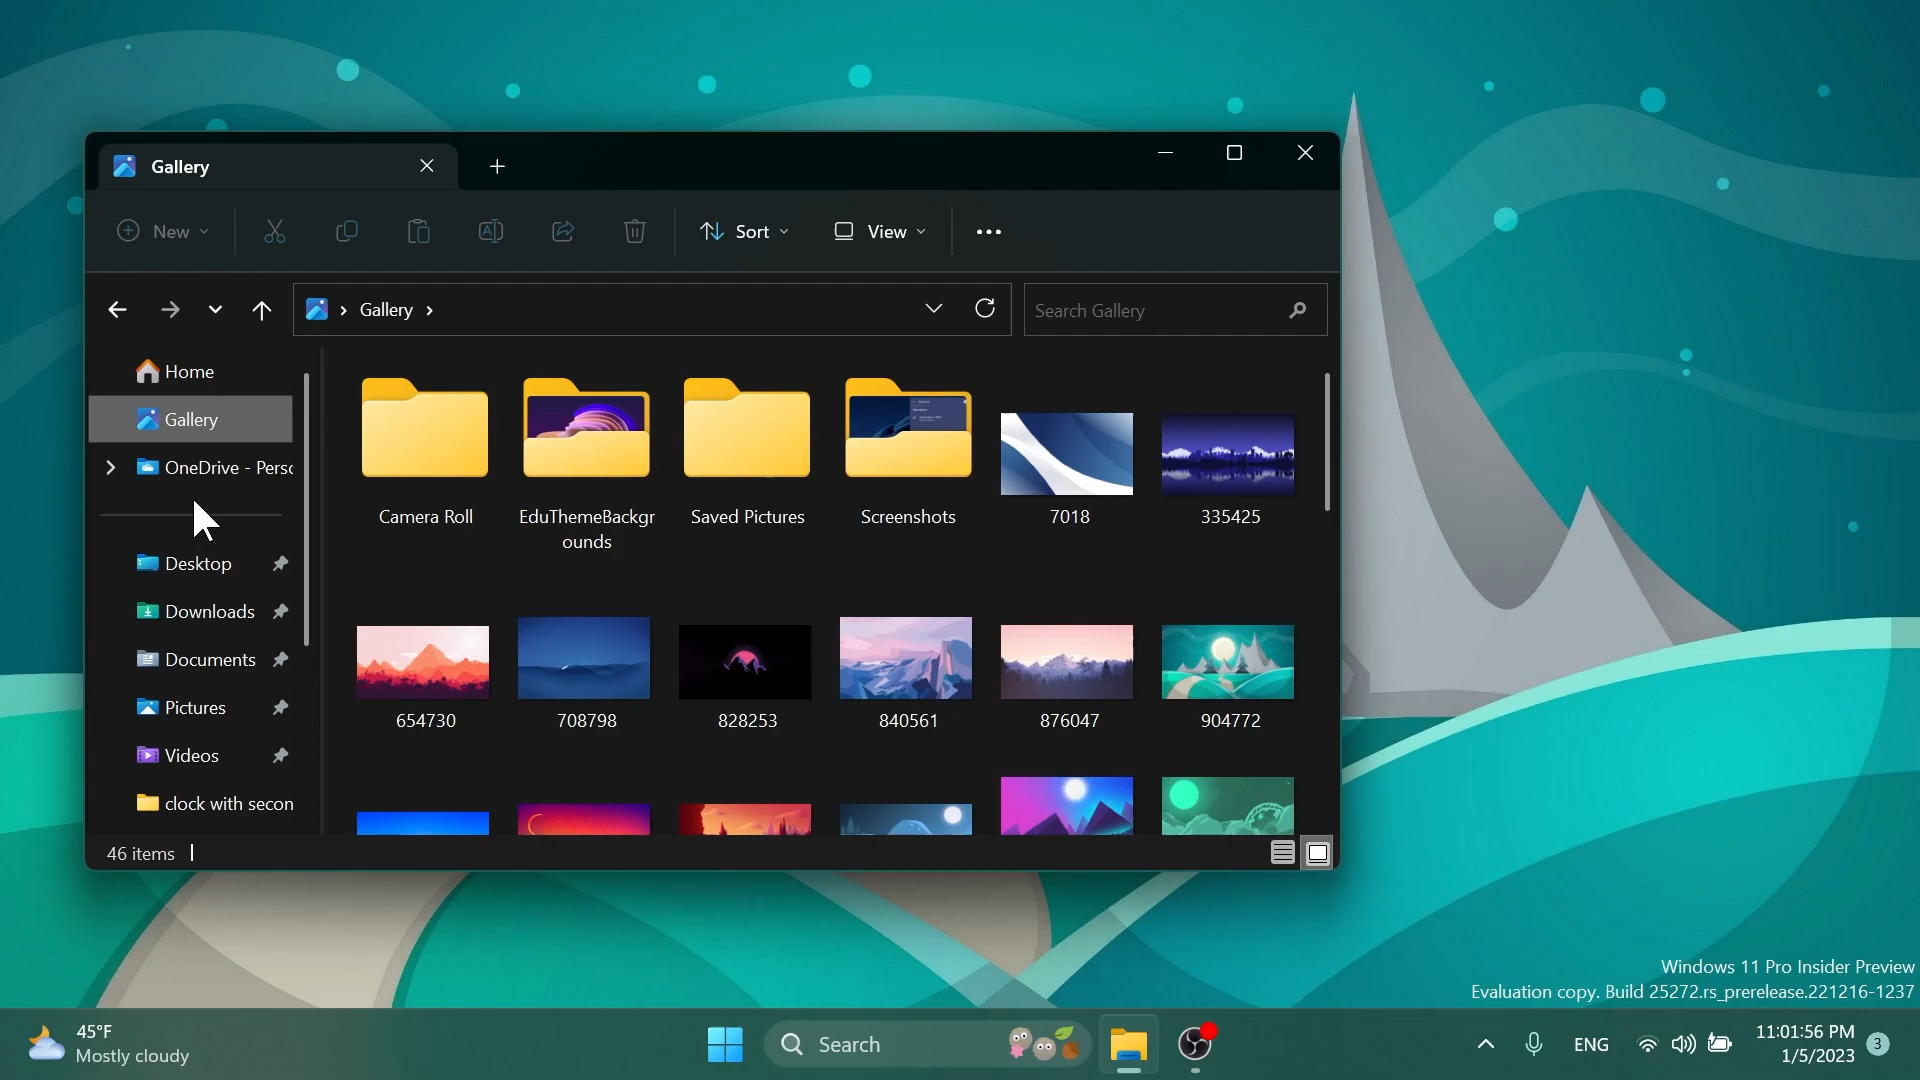 Gallery
New
Sort
View
Gallery
Search Gallery
Home
Gallery
OneDrive - Perso
Desktop
Downloads
Documents
Pictures
Videos
clock with secon
Camera Roll
EduThemeBackgr
ounds
Saved Pictures
Screenshots
7018
335425
654730
708798
828253
840561
876047
904772
46 items
Windows 11 Pro Insider Preview
Evaluation copy. Build 25272.rs_prerelease.221216-1237
45°F
Mostly cloudy
Search
ENG
11:01:56 PM
1/5/2023
3